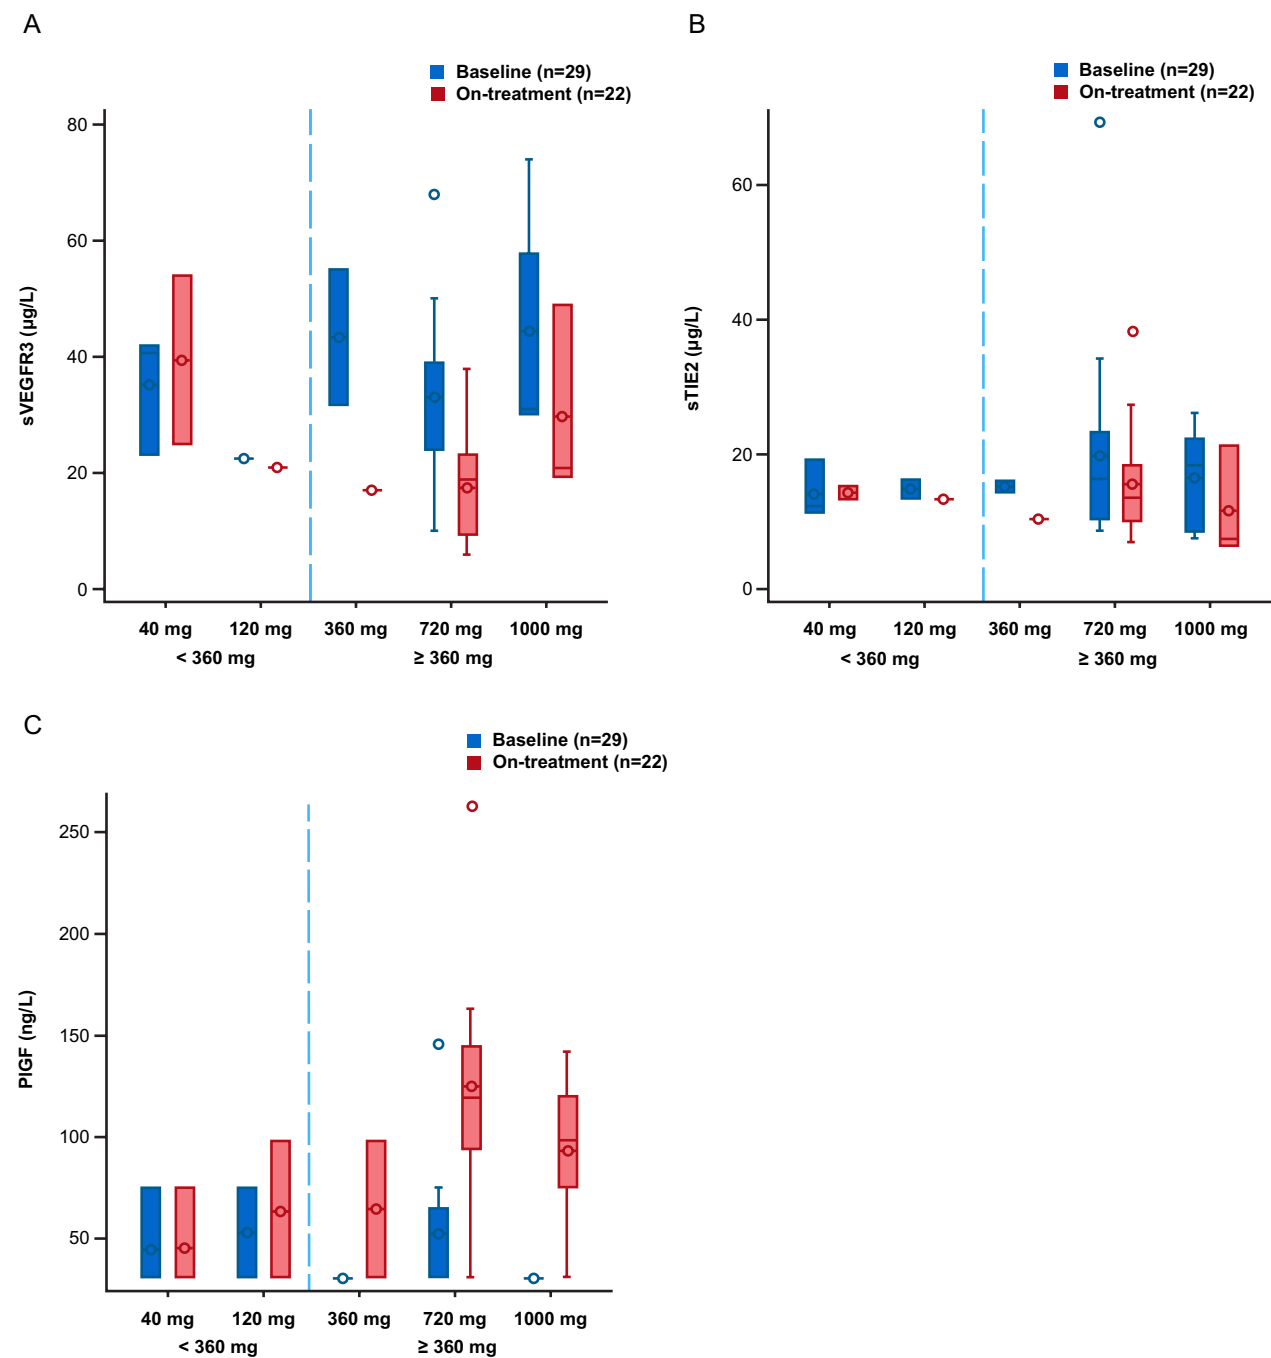 A
Baseline (n=29)
On-treatment (n=22)
80
60
40
20
0
sVEGFR3 (µg/L)
40 mg 120 mg 360 mg 720 mg 1000 mg
< 360 mg ≥ 360 mg
B
Baseline (n=29)
On-treatment (n=22)
60
40
20
0
sTIE2 (µg/L)
40 mg 120 mg 360 mg 720 mg 1000 mg
< 360 mg ≥ 360 mg
C
Baseline (n=29)
On-treatment (n=22)
250
200
150
100
50
PIGF (ng/L)
40 mg 120 mg 360 mg 720 mg 1000 mg
< 360 mg ≥ 360 mg